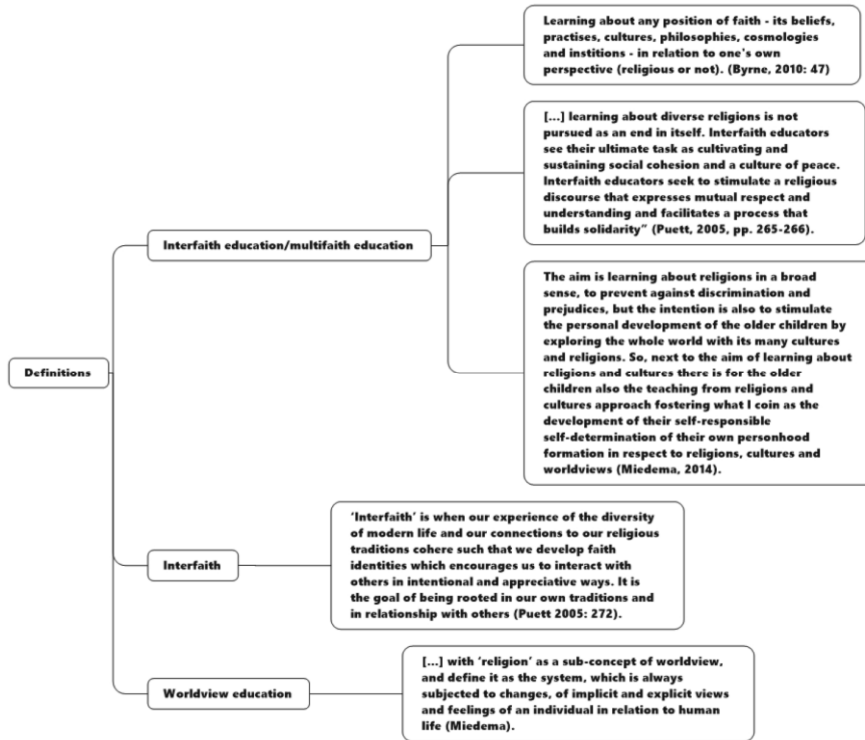 Definitions
Interfaith education/multifaith education
Learning about any position of faith - its beliefs,
practises, cultures, philosophies, cosmologies
and institions - in relation to one's own
perspective (religious or not). (Byrne, 2010: 47)
[...] learning about diverse religions is not
pursued as an end in itself. Interfaith educators
see their ultimate task as cultivating and
sustaining social cohesion and a culture of peace.
Interfaith educators seek to stimulate a religious
discourse that expresses mutual respect and
understanding and facilitates a process that
builds solidarity” (Puett, 2005, pp. 265-266).
The aim is learning about religions in a broad
sense, to prevent against discrimination and
prejudices, but the intention is also to stimulate
the personal development of the older children by
exploring the whole world with its many cultures
and religions. So, next to the aim of learning about
religions and cultures there is for the older
children also the teaching from religions and
cultures approach fostering what I coin as the
development of their self-responsible
self-determination of their own personhood
formation in respect to religions, cultures and
worldviews (Miedema, 2014).
Interfaith
‘Interfaith’ is when our experience of the diversity
of modern life and our connections to our religious
traditions cohere such that we develop faith
identities which encourages us to interact with
others in intentional and appreciative ways. It is
the goal of being rooted in our own traditions and
in relationship with others (Puett 2005: 272).
Worldview education
[...] with ‘religion’ as a sub-concept of worldview,
and define it as the system, which is always
subjected to changes, of implicit and explicit views
and feelings of an individual in relation to human
life (Miedema).